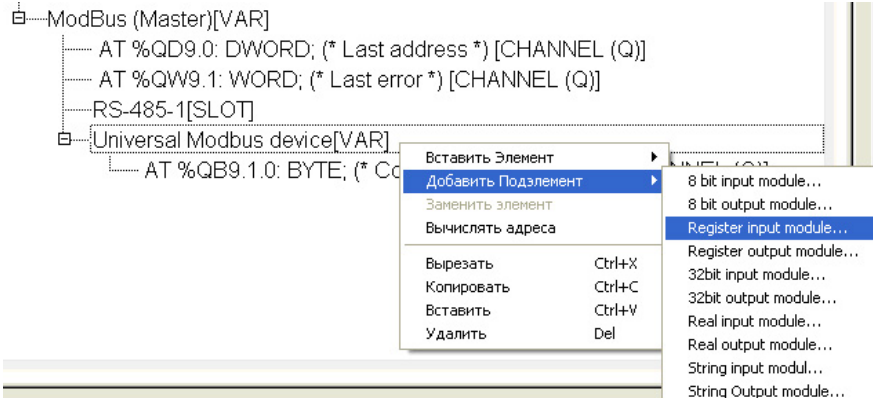 ModBus (Master)[VAR]
AT %QD9.0: DWORD; (* Last address *) [CHANNEL (Q)]
AT %QW9.1: WORD; (* Last error *) [CHANNEL (Q)]
RS-485-1[SLOT]
Universal Modbus device[VAR]
AT %QB9.1.0: BYTE; (*
Вставить Элемент
Добавить Подэлемент
Заменить элемент
Вычислять адреса
Вырезать Ctrl+X
Копировать Ctrl+C
Вставить Ctrl+V
Удалить Del
8 bit input module...
8 bit output module...
Register input module...
Register output module...
32bit input module...
32bit output module...
Real input module...
Real output module...
String input modul...
String Output module...